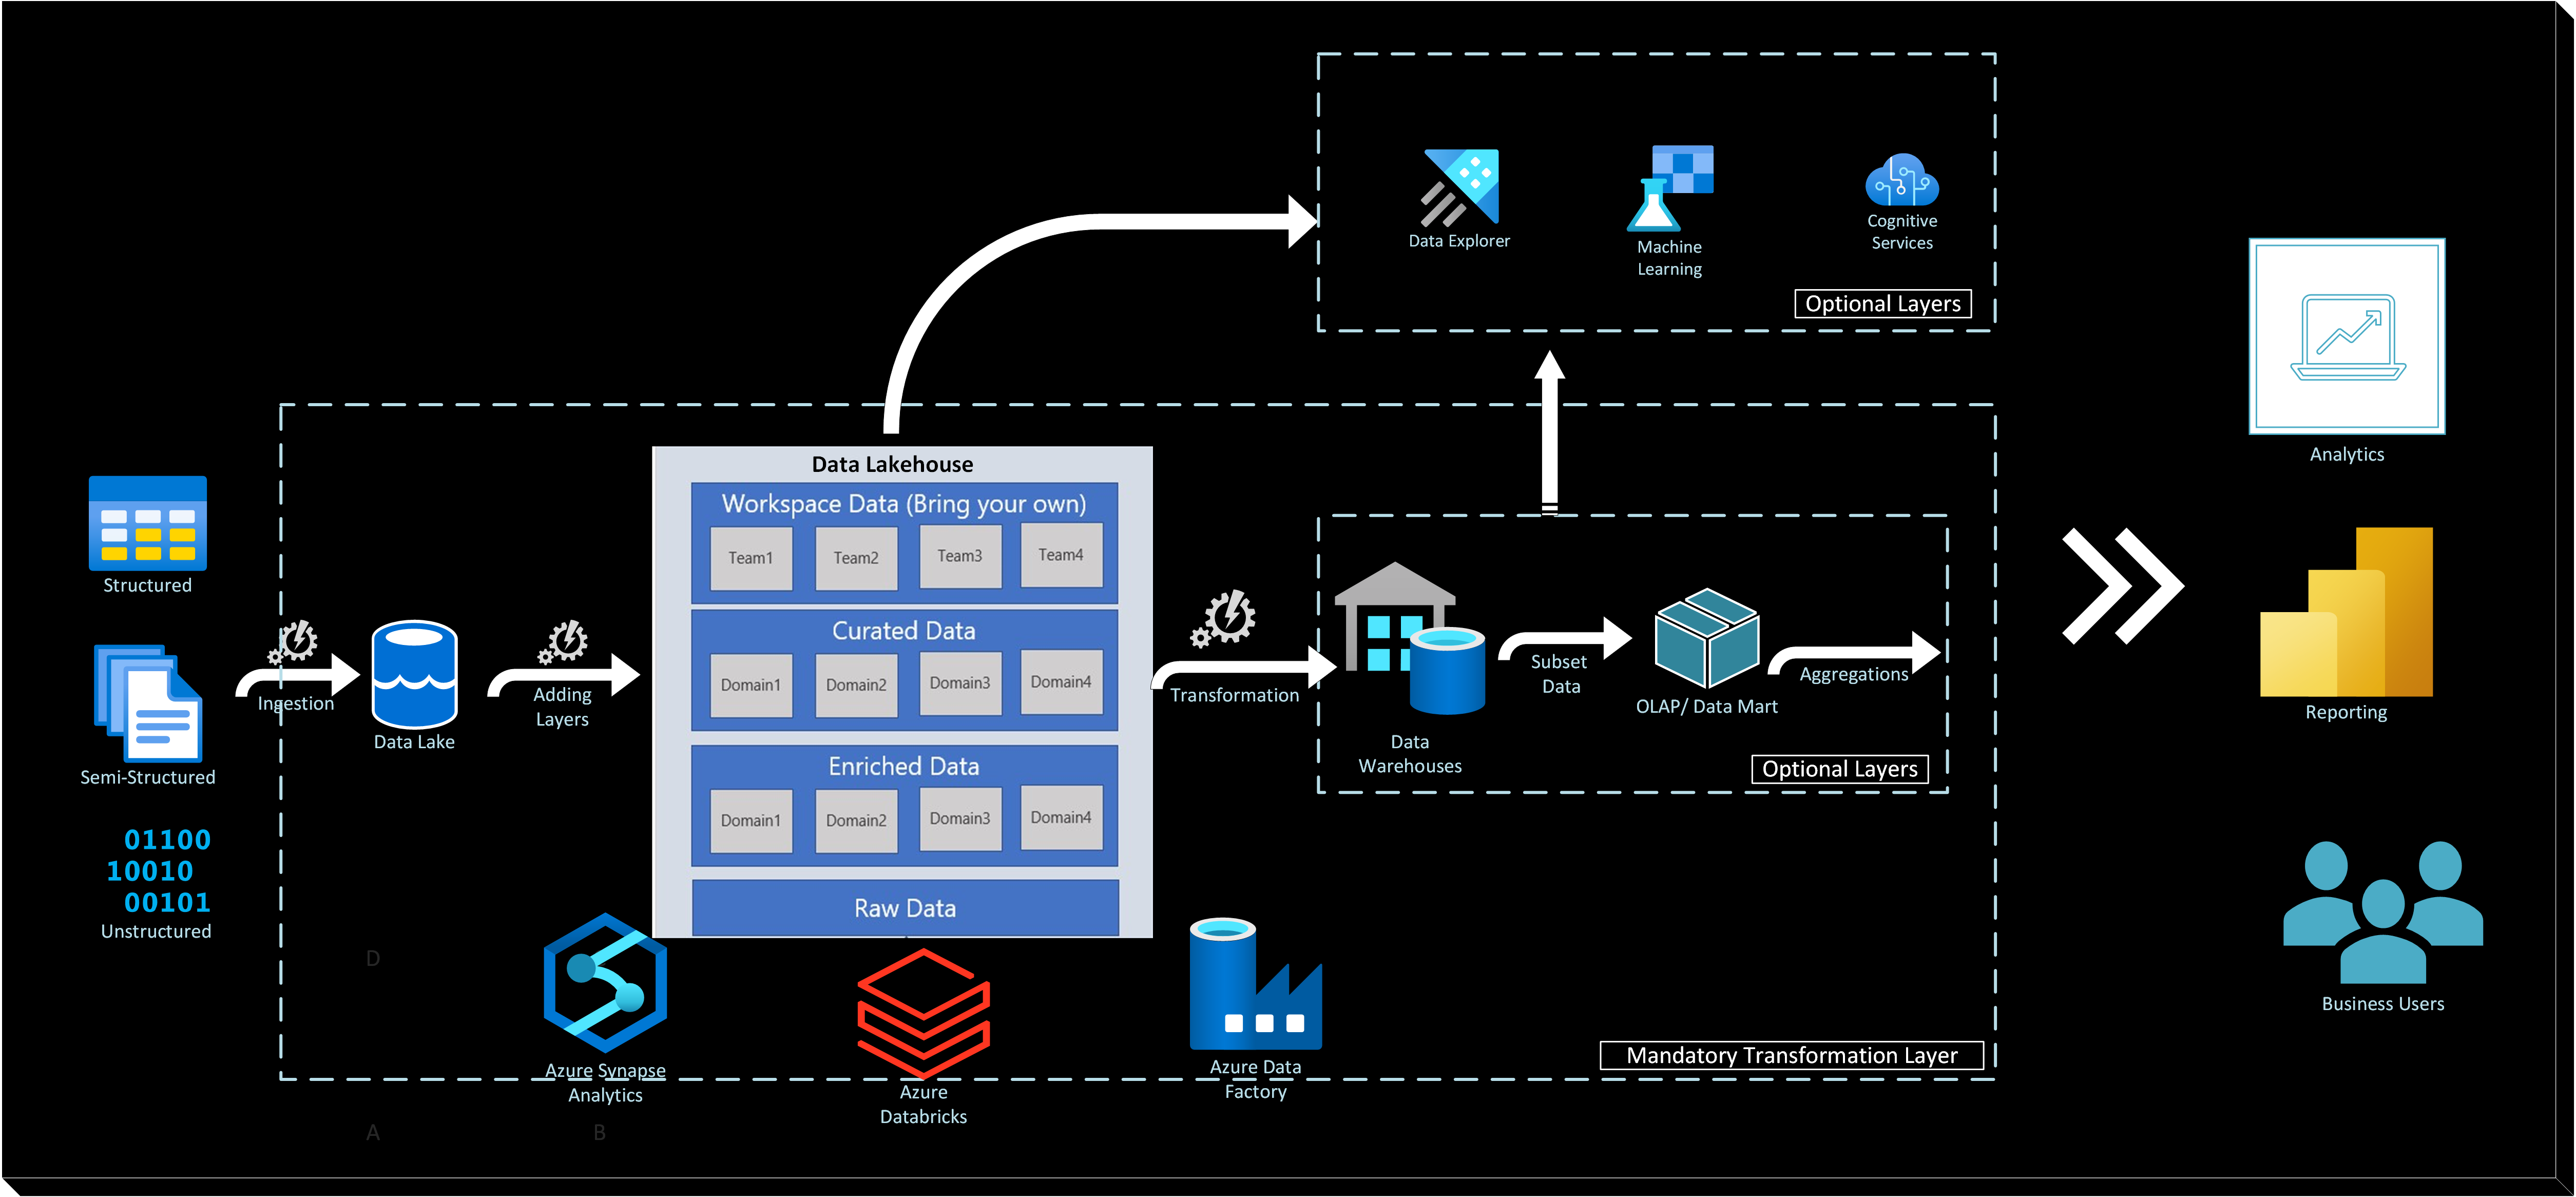 Data Explorer
Machine
Learning
Cognitive
Services
Optional Layers
Analytics
Structured
Semi-Structured
01100
10010
00101
Unstructured
Ingestion
Data Lake
Adding
Layers
Data Lakehouse
Workspace Data (Bring your own)
Team1
Team2
Team3
Team4
Curated Data
Domain1
Domain2
Domain3
Domain4
Enriched Data
Domain1
Domain2
Domain3
Domain4
Raw Data
Transformation
Data
Warehouses
Subset
Data
OLAP/ Data Mart
Aggregations
Optional Layers
Reporting
Business Users
D
Azure Synapse
Analytics
Azure
Databricks
Azure Data
Factory
Mandatory Transformation Layer
A
B